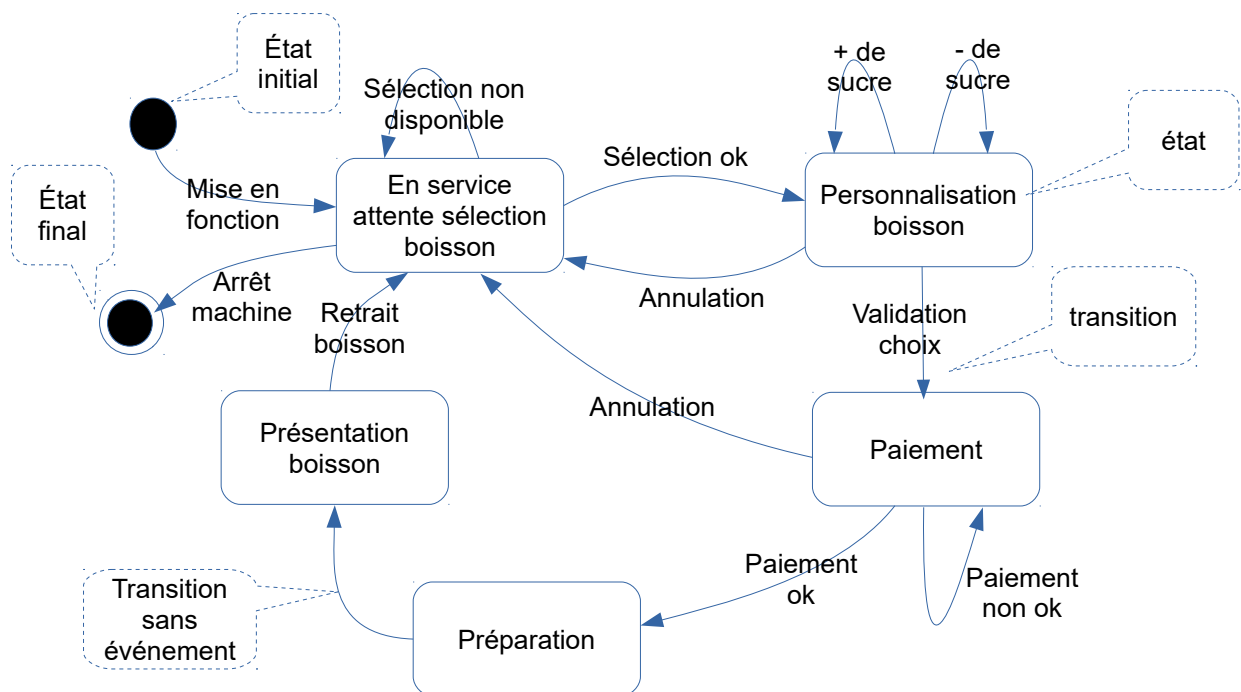 État
initial
Sélection non
disponible
+ de
sucre
- de
sucre
état
Sélection ok
Mise en
fonction
En service
attente sélection
boisson
Personnalisation
boisson
État
final
Arrêt
machine
Annulation
Retrait
boisson
Validation
choix
transition
Annulation
Présentation
boisson
Paiement
Paiement
ok
Paiement
non ok
Transition
sans
événement
Préparation